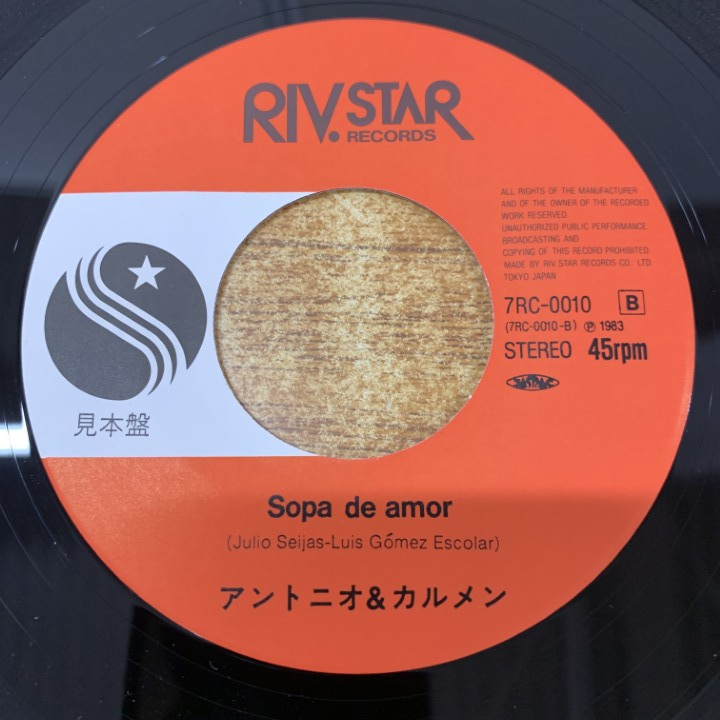 RIV.STAR
RECORDS
ALL RIGHTS OF THE MANUFACTURER
AND OF THE OWNER OF THE RECORDED
WORK RESERVED.
UNAUTHORIZED PUBLIC PERFORMANCE.
BROADCASTING AND
COPYING OF THIS RECORD PROHIBITED.
MADE BY RIV. STAR RECORDS CO., LTD.
TOKYO JAPAN.
7RC-0010 B
(7RC-0010-B) ℗ 1983
STEREO 45rpm
見本盤
Sopa de amor
(Julio Seijas-Luis Gómez Escolar)
アントニオ&カルメン